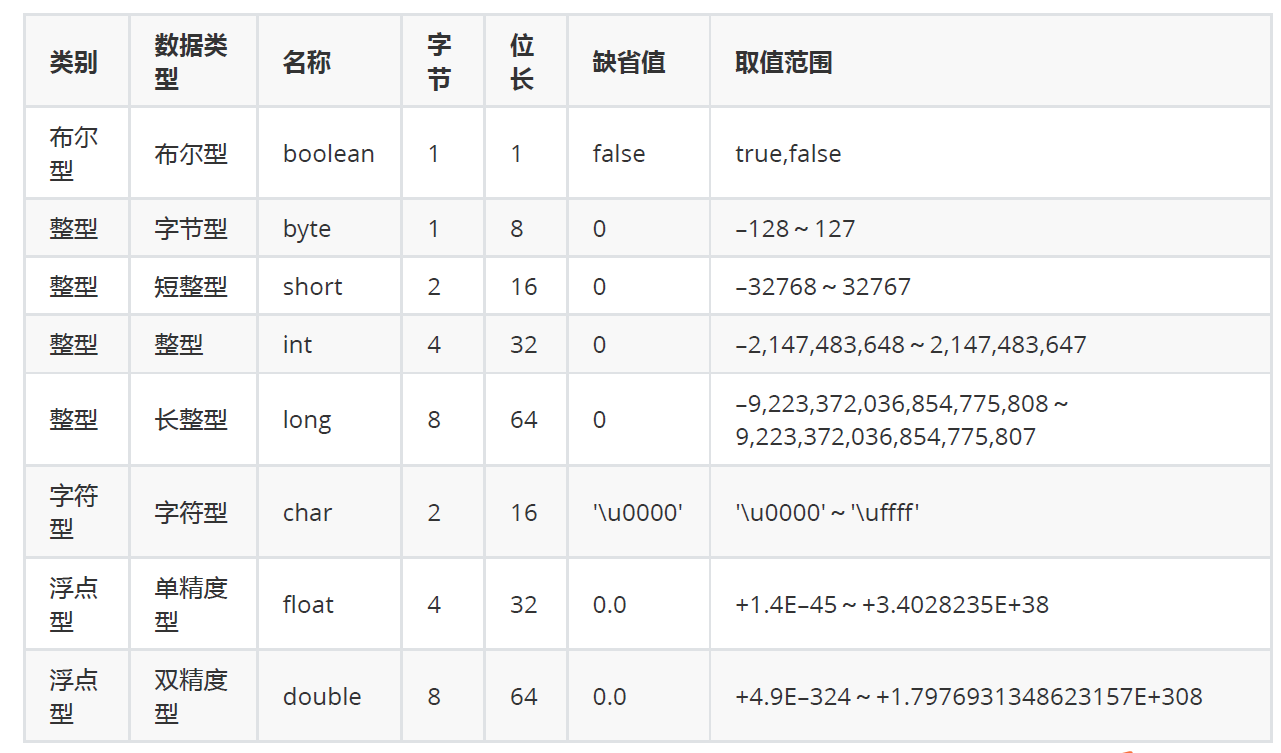 类别 数据类型 名称 字节 位长 缺省值 取值范围
布尔型 布尔型 boolean 1 1 false true,false
整型 字节型 byte 1 8 0 –128～127
整型 短整型 short 2 16 0 –32768～32767
整型 整型 int 4 32 0 –2,147,483,648～2,147,483,647
整型 长整型 long 8 64 0 –9,223,372,036,854,775,808～
9,223,372,036,854,775,807
字符型 字符型 char 2 16 '\u0000' '\u0000'～'\uffff'
浮点型 单精度型 float 4 32 0.0 +1.4E–45～+3.4028235E+38
浮点型 双精度型 double 8 64 0.0 +4.9E–324～+1.7976931348623157E+308